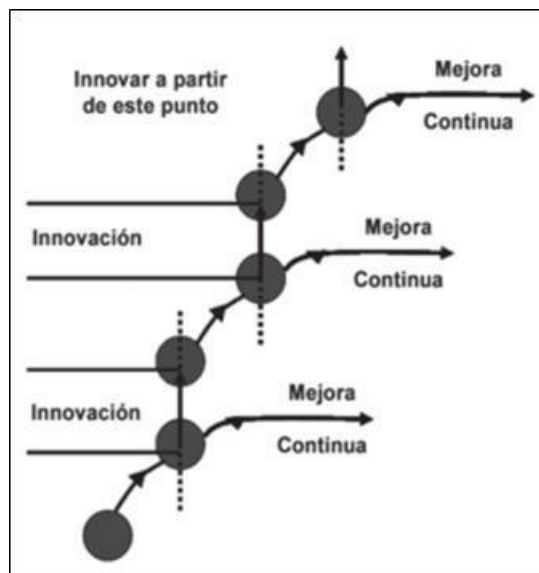 Innovar a partir
de este punto
Mejora
Continua
Innovación
Mejora
Continua
Innovación
Mejora
Continua